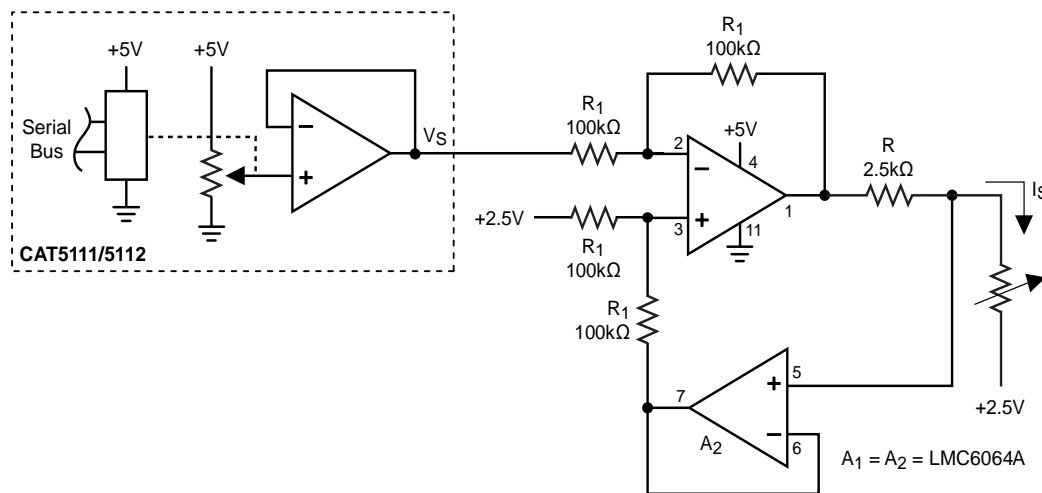 +5V
+5V
Serial
Bus
VS
CAT5111/5112
R1
100kΩ
R1
100kΩ
+5V
2
4
3
11
1
+2.5V
R1
100kΩ
R
2.5kΩ
IS
R1
100kΩ
7
5
6
A2
+2.5V
A1 = A2 = LMC6064A